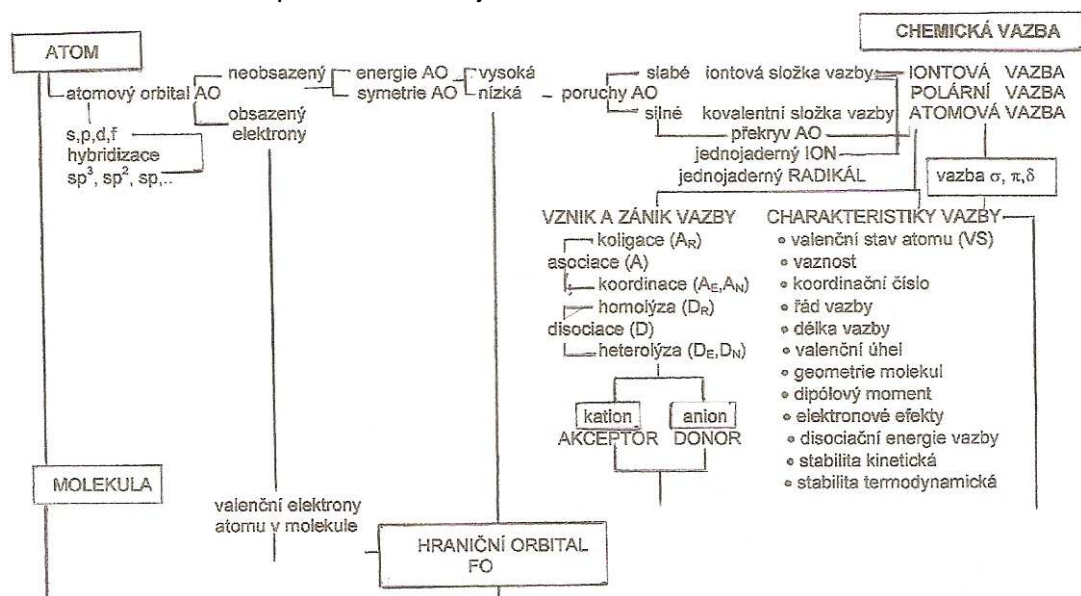 CHEMICKÁ VAZBA
ATOM
neobsazený energie AO vysoká slabé iontová složka vazby IONTOVÁ VAZBA
atomový orbital AO symetrie AO nízká poruchy AO POLÁRNÍ VAZBA
obsazený silné kovalentní složka vazby ATOMOVÁ VAZBA
s,p,d,f elektrony překryv AO
hybridizace jednojaderný ION
sp³, sp², sp,.. jednojaderný RADIKÁL vazba σ, π,δ
VZNIK A ZÁNIK VAZBY CHARAKTERISTIKY VAZBY
koligace (A_R) • valenční stav atomu (VS)
asociace (A) • vaznost
koordinace (A_E,A_N) • koordinační číslo
homolýza (D_R) • řád vazby
disociace (D) • délka vazby
heterolýza (D_E,D_N) • valenční úhel
• geometrie molekul
• dipólový moment
kation anion • elektronové efekty
AKCEPTOR DONOR • disociační energie vazby
• stabilita kinetická
MOLEKULA • stabilita termodynamická
valenční elektrony
atomu v molekule
HRANIČNÍ ORBITAL
FO